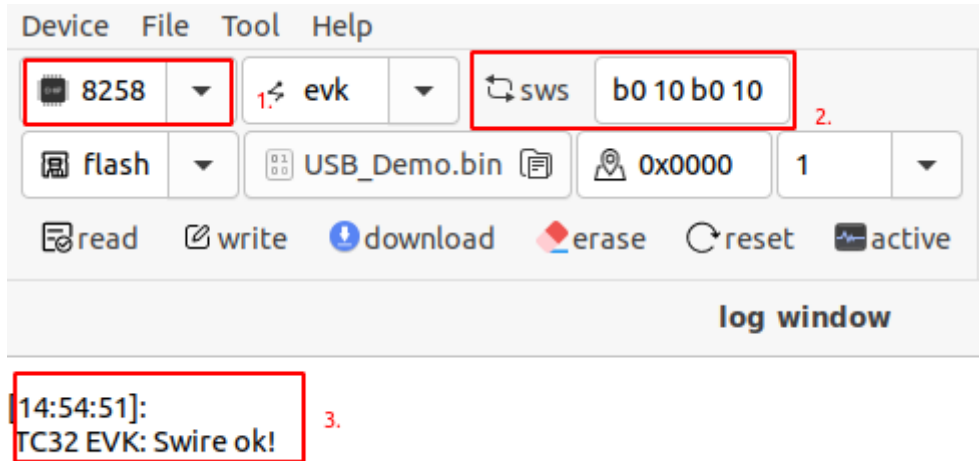 Device File Tool Help
8258 1. evk sws b0 10 b0 10 2.
flash USB_Demo.bin 0x0000 1
read write download erase reset active
log window
[14:54:51]: 3.
TC32 EVK: Swire ok!